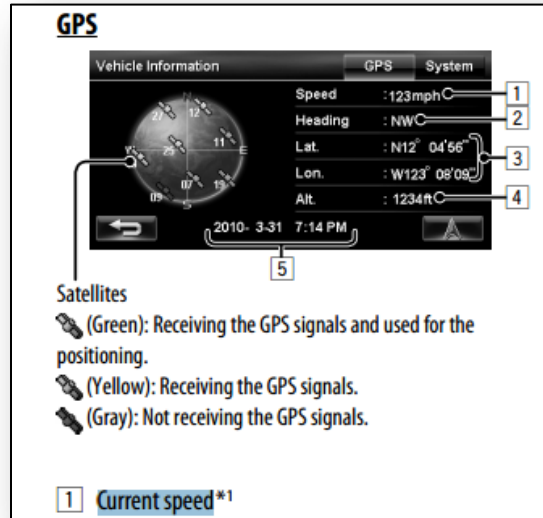 GPS
Vehicle Information GPS System
Speed :123mph 1
Heading : NW 2
Lat. : N12° 04'56" 3
Lon. : W123° 08'09"
Alt. : 1234ft 4
N
27 12
11
25 E
07 19
09
S
2010- 3-31 7:14 PM
5
Satellites
(Green): Receiving the GPS signals and used for the
positioning.
(Yellow): Receiving the GPS signals.
(Gray): Not receiving the GPS signals.
1 Current speed*1